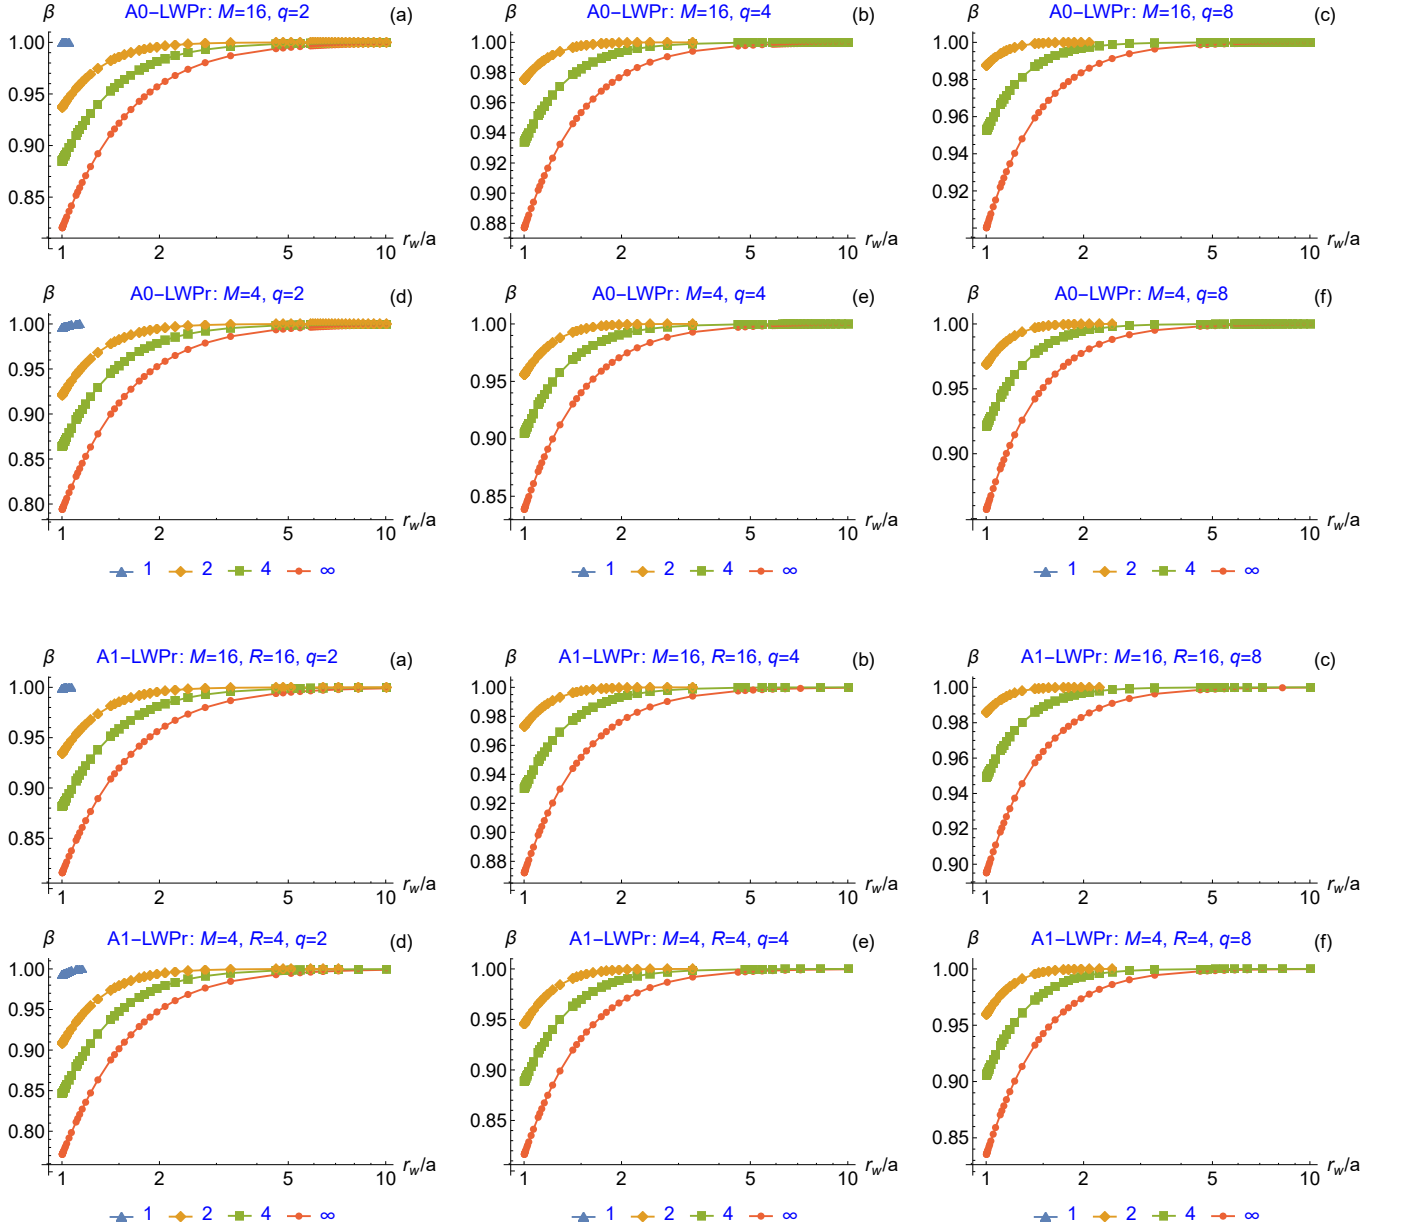 β A0−LWPr: M=16, q=2 (a)
1.00
0.95
0.90
0.85
1 2 5 10 r_w/a
β A0−LWPr: M=16, q=4 (b)
1.00
0.98
0.96
0.94
0.92
0.90
0.88
1 2 5 10 r_w/a
β A0−LWPr: M=16, q=8 (c)
1.00
0.98
0.96
0.94
0.92
1 2 5 10 r_w/a
β A0−LWPr: M=4, q=2 (d)
1.00
0.95
0.90
0.85
0.80
1 2 5 10 r_w/a
1 2 4 ∞
β A0−LWPr: M=4, q=4 (e)
1.00
0.95
0.90
0.85
1 2 5 10 r_w/a
1 2 4 ∞
β A0−LWPr: M=4, q=8 (f)
1.00
0.95
0.90
1 2 5 10 r_w/a
1 2 4 ∞
β A1−LWPr: M=16, R=16, q=2 (a)
1.00
0.95
0.90
0.85
1 2 5 10 r_w/a
β A1−LWPr: M=16, R=16, q=4 (b)
1.00
0.98
0.96
0.94
0.92
0.90
0.88
1 2 5 10 r_w/a
β A1−LWPr: M=16, R=16, q=8 (c)
1.00
0.98
0.96
0.94
0.92
0.90
1 2 5 10 r_w/a
β A1−LWPr: M=4, R=4, q=2 (d)
1.00
0.95
0.90
0.85
0.80
1 2 5 10 r_w/a
1 2 4 ∞
β A1−LWPr: M=4, R=4, q=4 (e)
1.00
0.95
0.90
0.85
1 2 5 10 r_w/a
1 2 4 ∞
β A1−LWPr: M=4, R=4, q=8 (f)
1.00
0.95
0.90
0.85
1 2 5 10 r_w/a
1 2 4 ∞